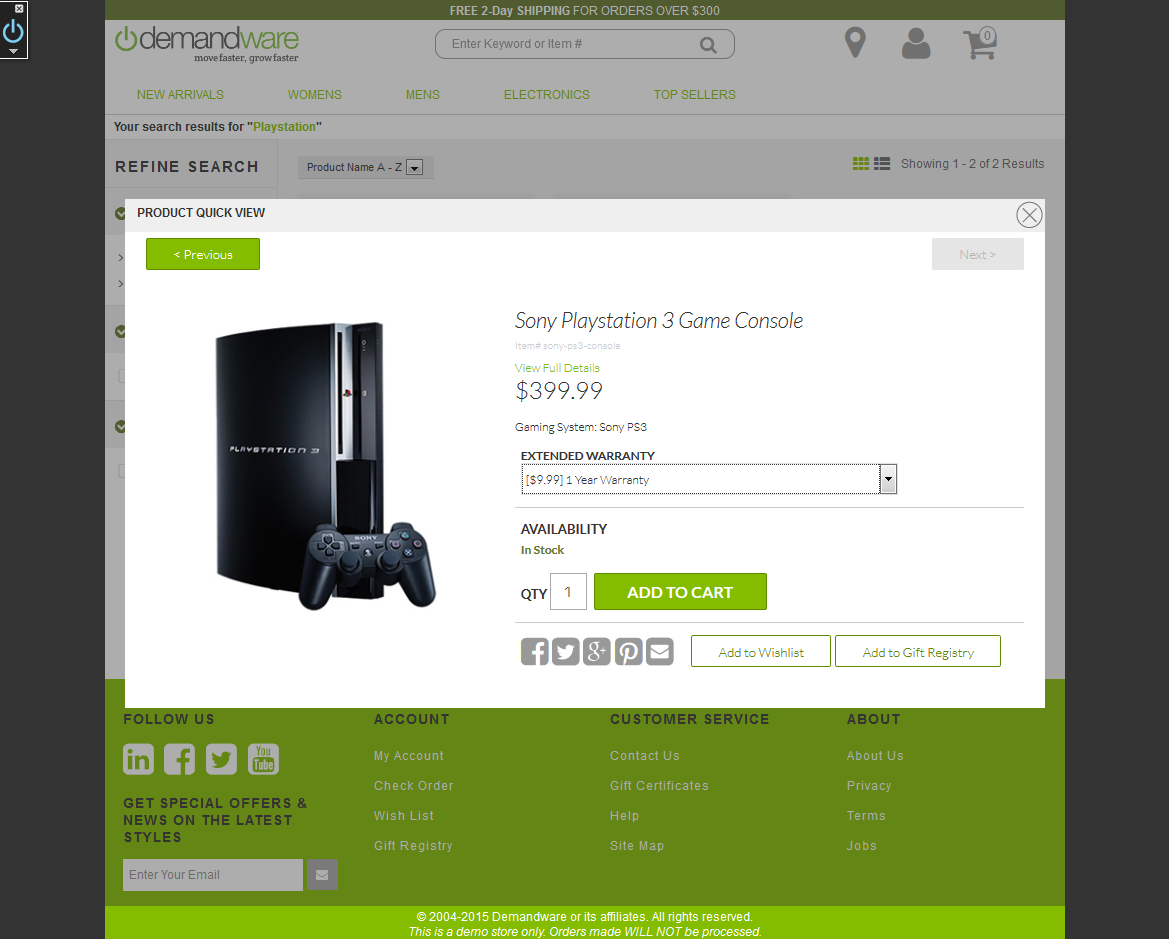 FREE 2-Day SHIPPING FOR ORDERS OVER $300
demandware
move faster, grow faster
Enter Keyword or Item #
0
NEW ARRIVALS WOMENS MENS ELECTRONICS TOP SELLERS
Your search results for "Playstation"
REFINE SEARCH
Product Name A - Z
Showing 1 - 2 of 2 Results
PRODUCT QUICK VIEW
< Previous
Next >
PLAYSTATION 3
SONY
Sony Playstation 3 Game Console
Item# sony-ps3-console
View Full Details
$399.99
Gaming System: Sony PS3
EXTENDED WARRANTY
[$9.99] 1 Year Warranty
AVAILABILITY
In Stock
QTY 1 ADD TO CART
Add to Wishlist
Add to Gift Registry
FOLLOW US
You
Tube
GET SPECIAL OFFERS &
NEWS ON THE LATEST
STYLES
Enter Your Email
ACCOUNT
My Account
Check Order
Wish List
Gift Registry
CUSTOMER SERVICE
Contact Us
Gift Certificates
Help
Site Map
ABOUT
About Us
Privacy
Terms
Jobs
© 2004-2015 Demandware or its affiliates. All rights reserved.
This is a demo store only. Orders made WILL NOT be processed.